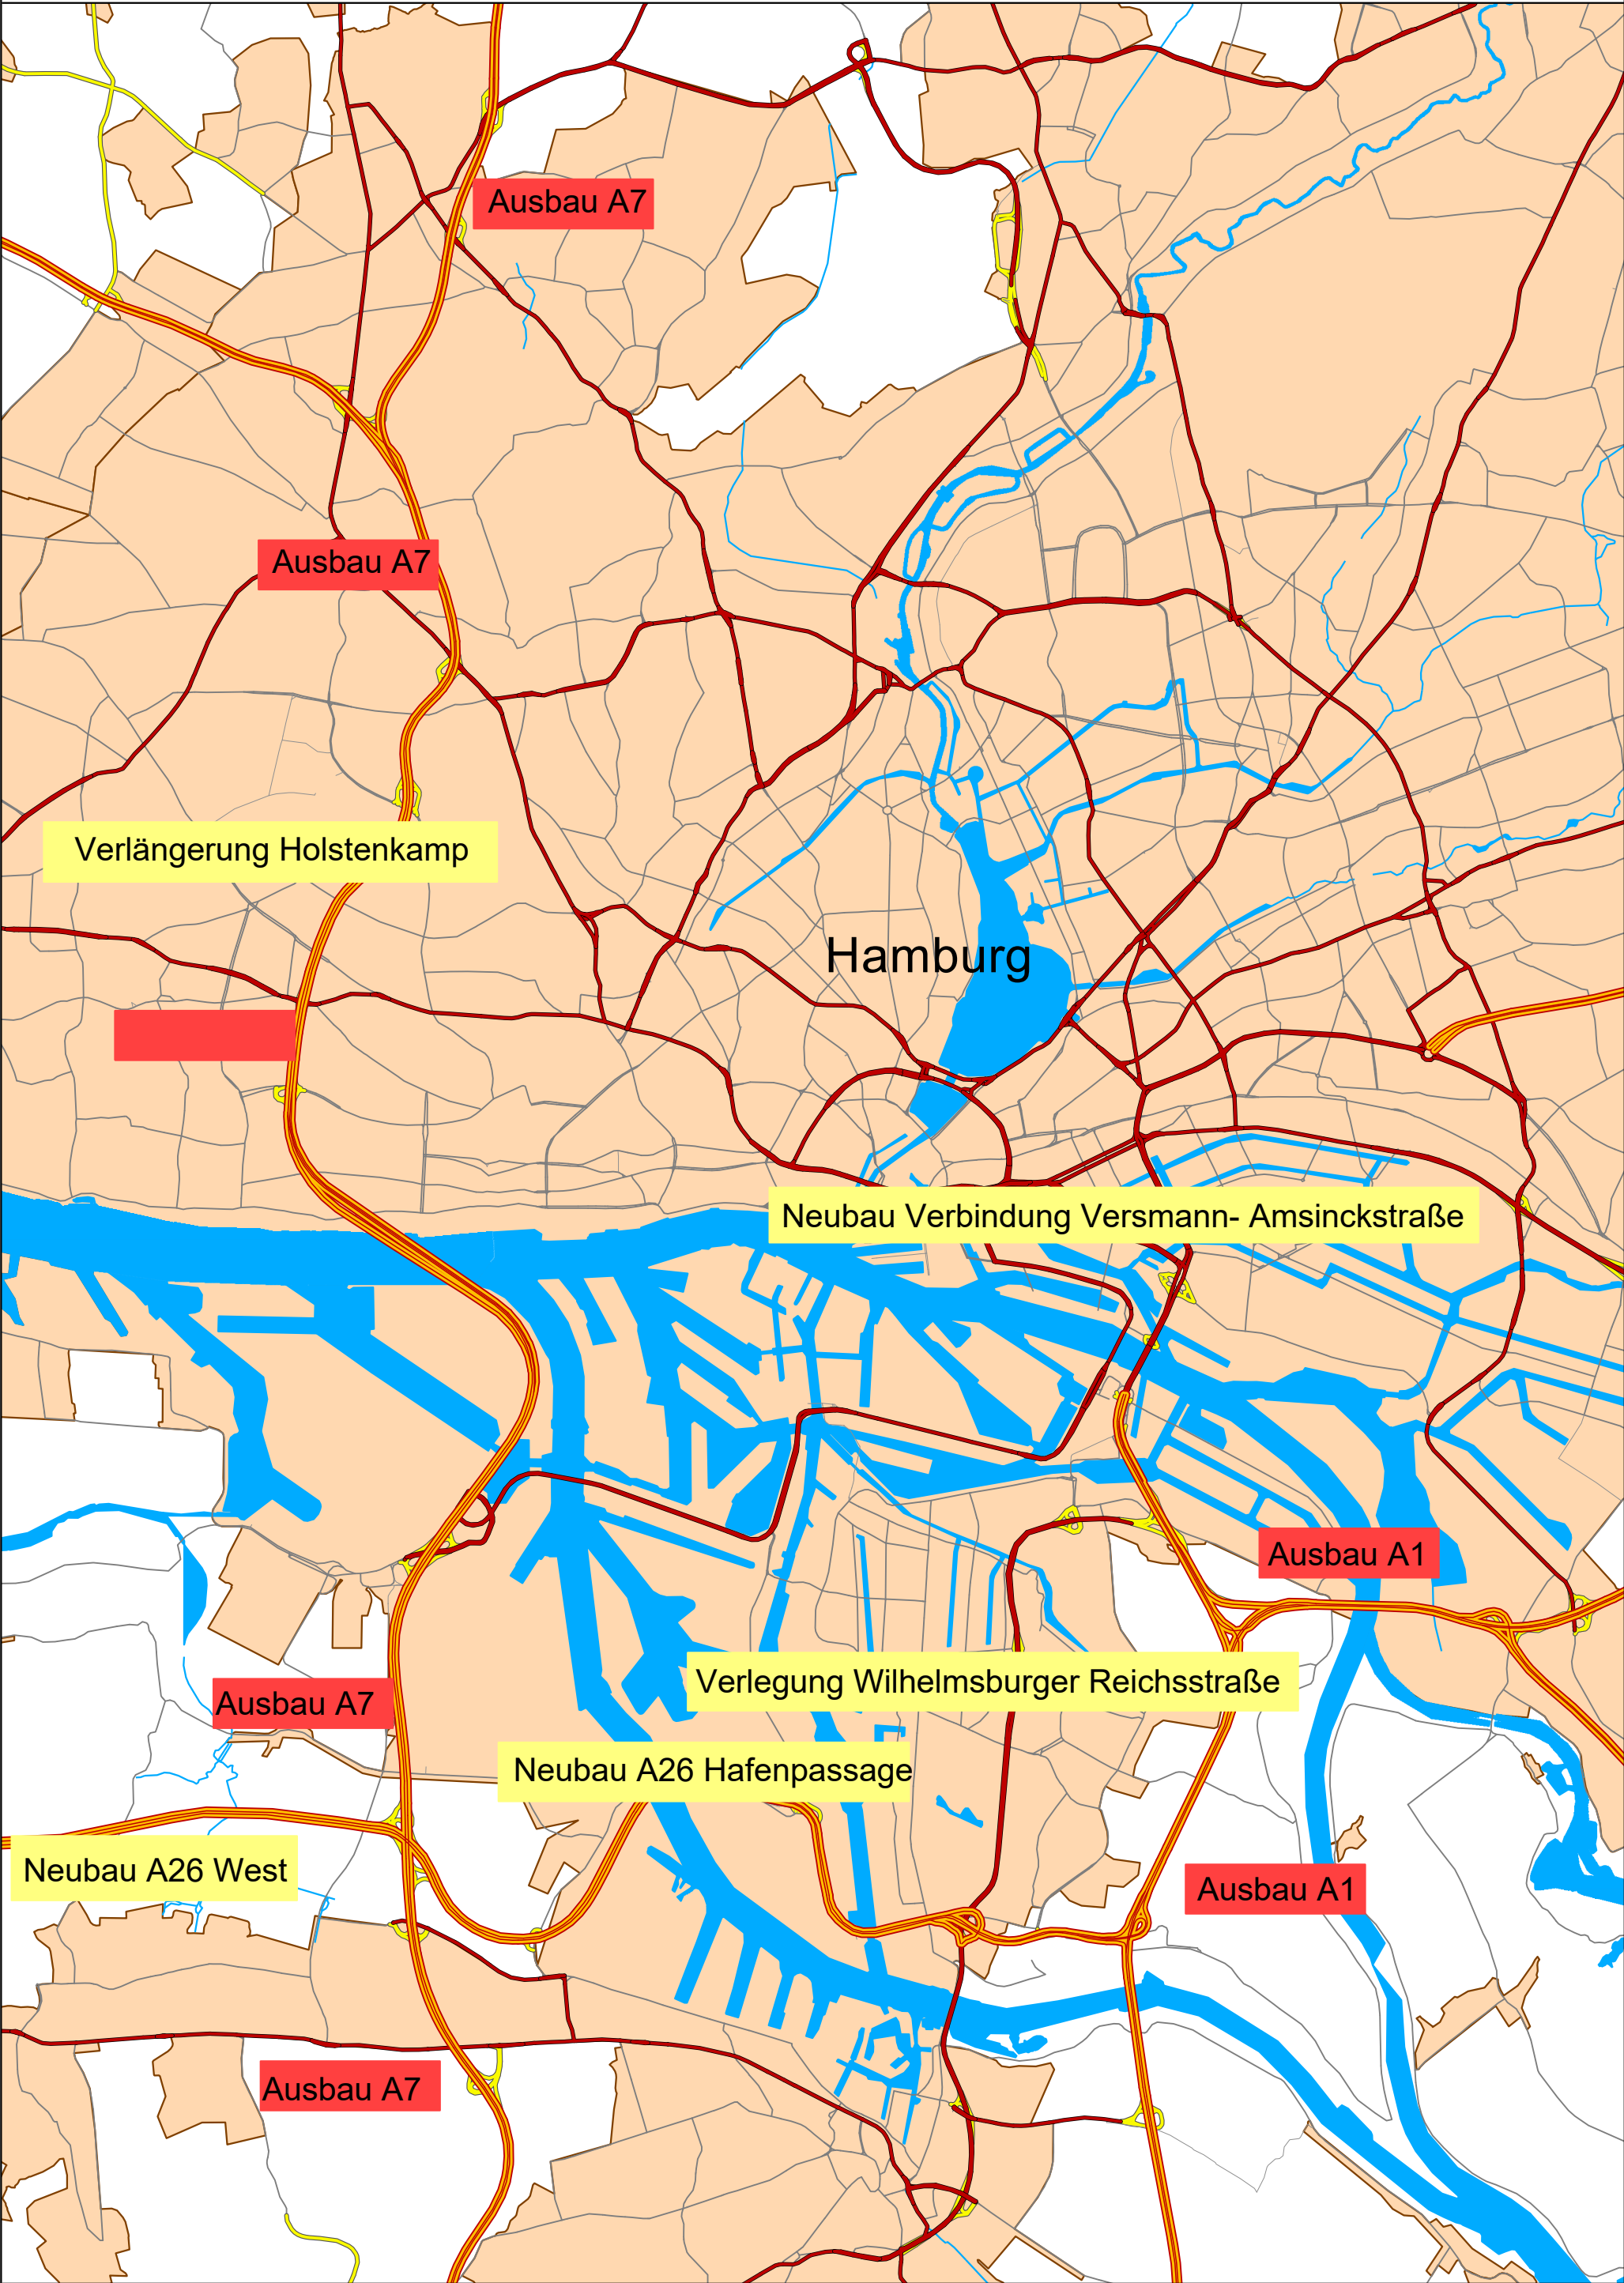 Ausbau A7
Ausbau A7
Verlängerung Holstenkamp
Hamburg
Neubau Verbindung Versmann- Amsinckstraße
Ausbau A1
Verlegung Wilhelmsburger Reichsstraße
Ausbau A7
Neubau A26 Hafenpassage
Neubau A26 West
Ausbau A1
Ausbau A7